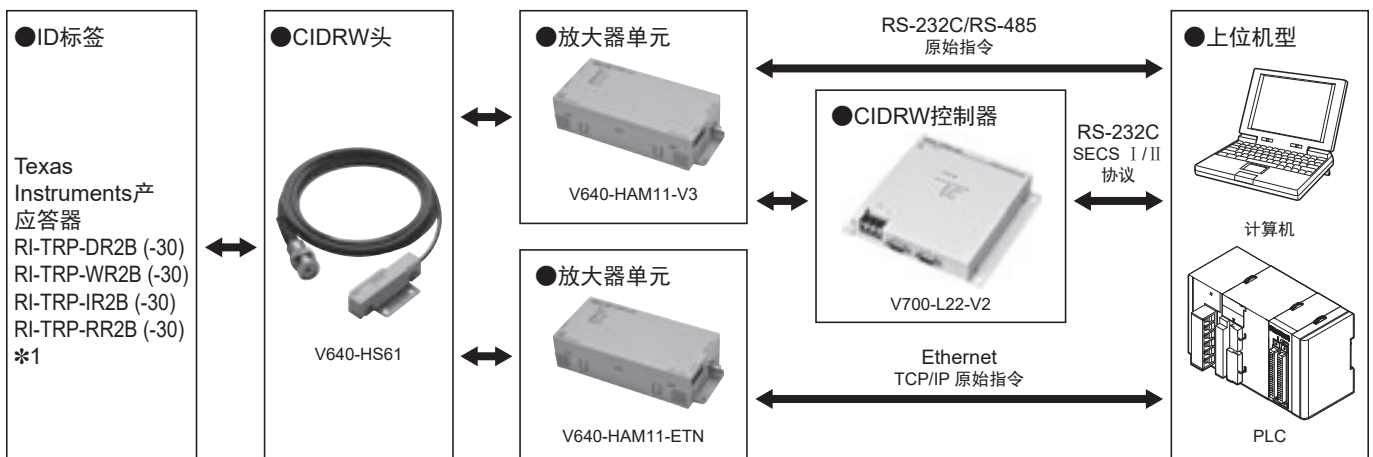 ●ID标签
Texas
Instruments产
应答器
RI-TRP-DR2B (-30)
RI-TRP-WR2B (-30)
RI-TRP-IR2B (-30)
RI-TRP-RR2B (-30)
✽1
●CIDRW头
V640-HS61
●放大器单元
V640-HAM11-V3
●放大器单元
V640-HAM11-ETN
RS-232C/RS-485
原始指令
●CIDRW控制器
V700-L22-V2
RS-232C
SECS Ⅰ/Ⅱ
协议
Ethernet
TCP/IP 原始指令
●上位机型
计算机
PLC